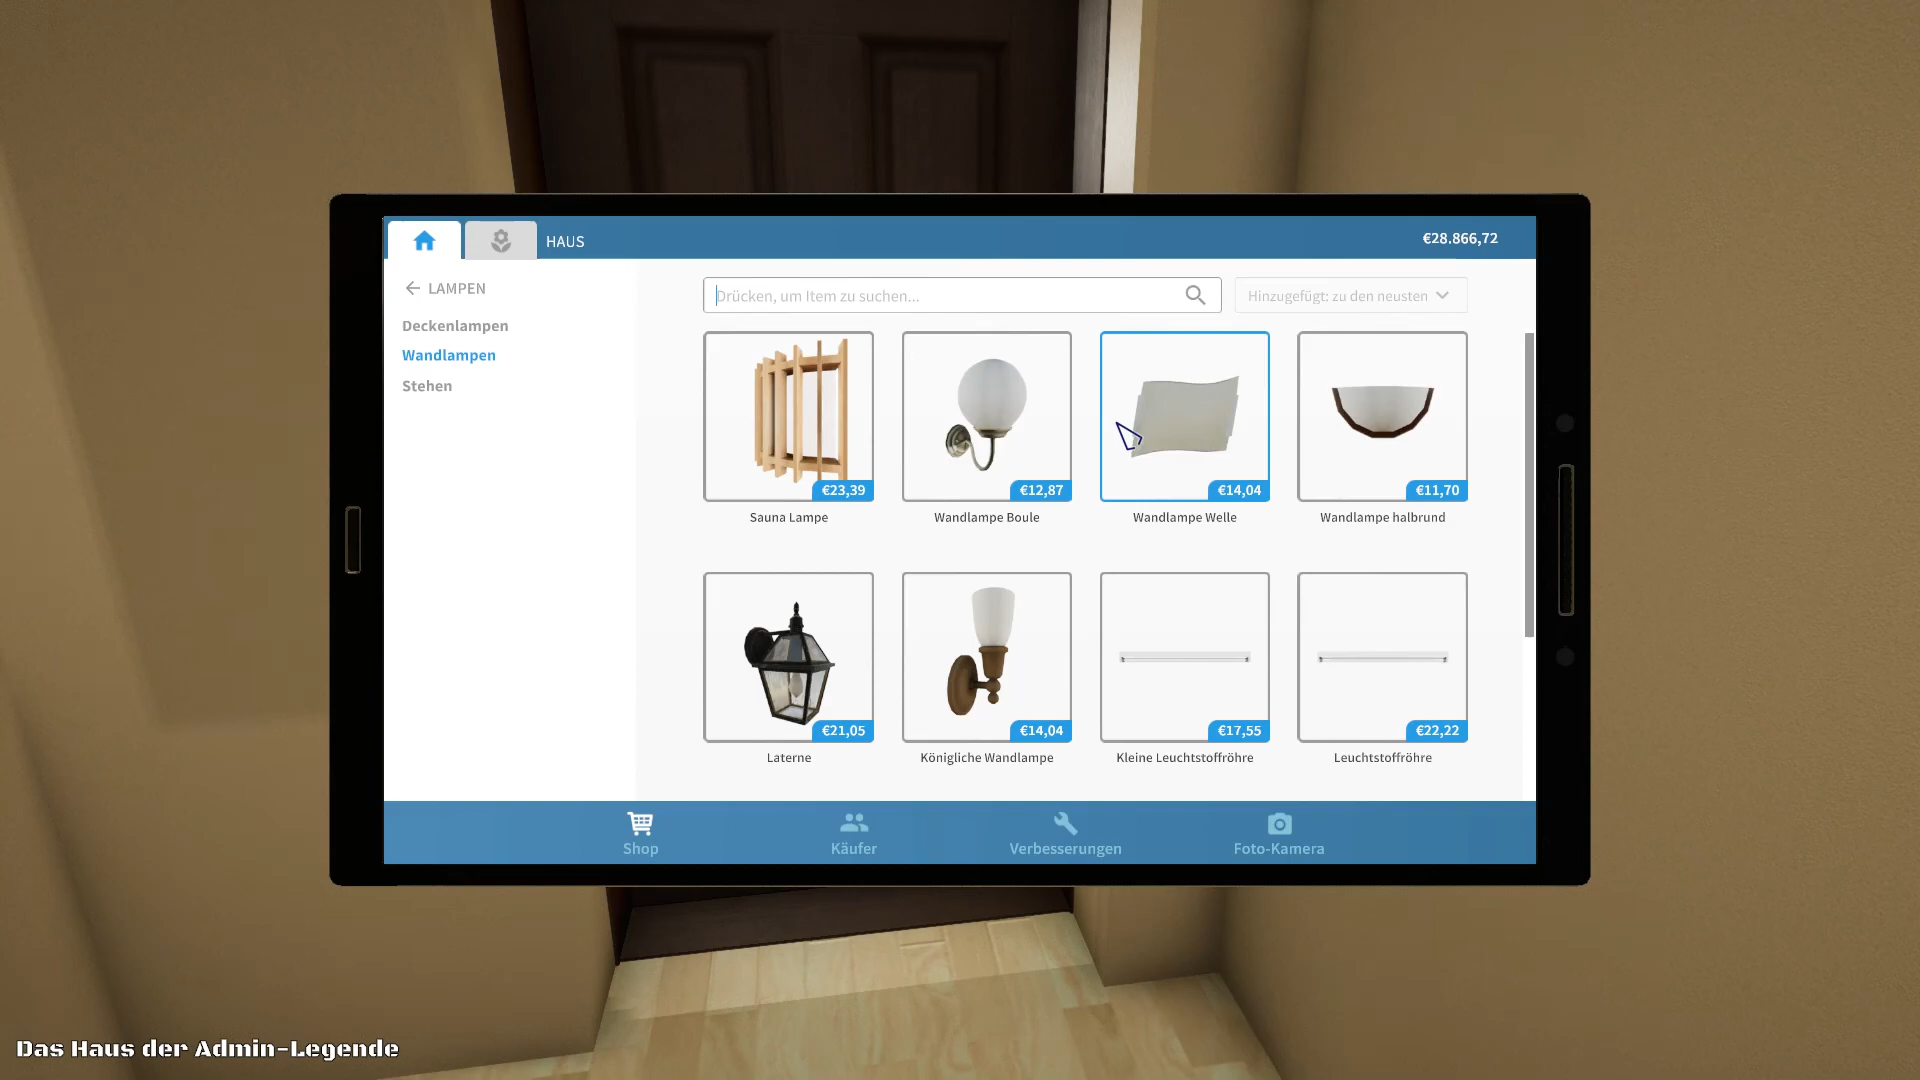 HAUS
€28.866,72
LAMPEN
Drücken, um Item zu suchen...
Hinzugefügt: zu den neusten
Deckenlampen
Wandlampen
Stehen
€23,39
€12,87
€14,04
€11,70
Sauna Lampe
Wandlampe Boule
Wandlampe Welle
Wandlampe halbrund
€21,05
€14,04
€17,55
€22,22
Laterne
Königliche Wandlampe
Kleine Leuchtstoffröhre
Leuchtstoffröhre
Shop
Käufer
Verbesserungen
Foto-Kamera
Das Haus der Admin-Legende